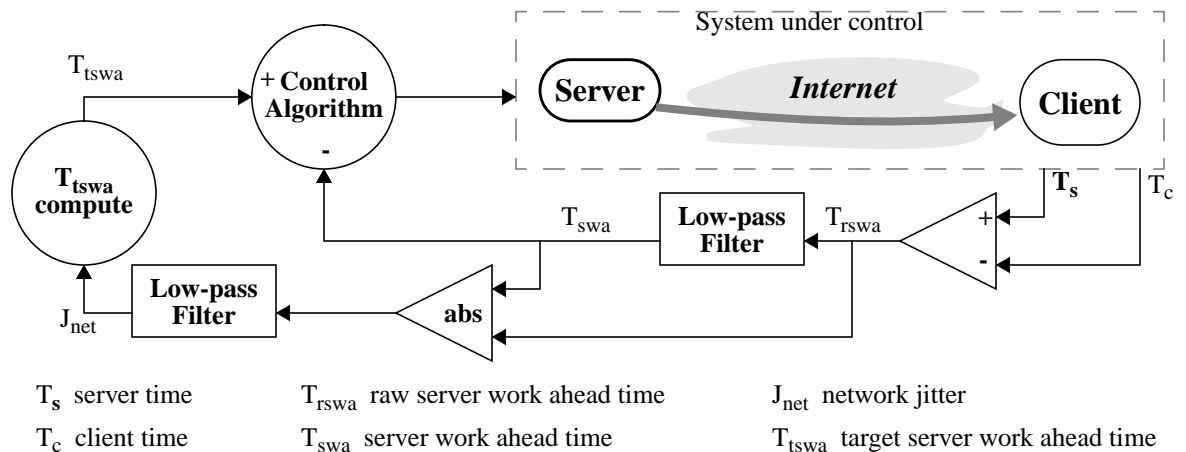 System under control
T_tswa
+ Control
Algorithm
-
Server
Internet
Client
T_tswa
compute
T_s
T_c
T_swa
Low-pass
Filter
T_rswa
+
-
Low-pass
Filter
abs
J_net
T_s server time
T_rswa raw server work ahead time
J_net network jitter
T_c client time
T_swa server work ahead time
T_tswa target server work ahead time